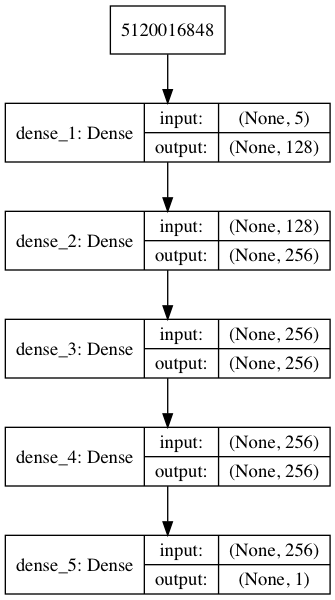 5120016848
dense_1: Dense
input:
(None, 5)
output:
(None, 128)
dense_2: Dense
input:
(None, 128)
output:
(None, 256)
dense_3: Dense
input:
(None, 256)
output:
(None, 256)
dense_4: Dense
input:
(None, 256)
output:
(None, 256)
dense_5: Dense
input:
(None, 256)
output:
(None, 1)